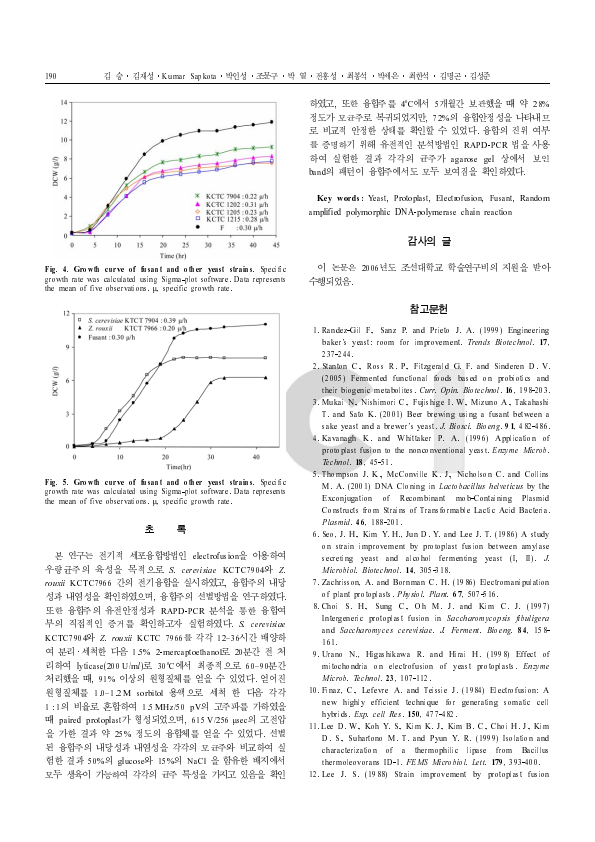 190
김 승・김재성・Kumar Sapkota・박인성・조문구・박 열・전홍성・최봉석・박세은・최한석・김명곤・김성준
14
12
10
8
6
4
2
0
DCW (g/l)
KCTC 7904 : 0.22 μ/h
KCTC 1202 : 0.31 μ/h
KCTC 1205 : 0.23 μ/h
KCTC 1215 : 0.28 μ/h
F : 0.30 μ/h
0 5 10 15 20 25 30 35 40 45
Time (hr)
Fig. 4. Growth curve of fusant and other yeast strains. Specific
growth rate was calculated using Sigma-plot software. Data represents
the mean of five observations. μ, specific growth rate.
12
9
6
3
0
DCW (g/l)
S. cerevisiae KTCT 7904 : 0.39 μ/h
Z. rouxii KTCT 7966 : 0.20 μ/h
Fusant : 0.30 μ/h
0 10 20 30 40
Time(hr)
Fig. 5. Growth curve of fusant and other yeast strains. Specific
growth rate was calculated using Sigma-plot software. Data represents
the mean of five observations. μ, specific growth rate.
초 록
본 연구는 전기적 세포융합방법인 electrofusion을 이용하여
우량균주의 육성을 목적으로 S. cerevisiae KCTC7904와 Z.
rouxii KCTC7966 간의 전기융합을 실시하였고, 융합주의 내당
성과 내염성을 확인하였으며, 융합주의 선별방법을 연구하였다.
또한 융합주의 유전안정성과 RAPD-PCR 분석을 통한 융합여
부의 직접적인 증거를 확인하고자 실험하였다. S. cerevisiae
KCTC7904와 Z. rouxii KCTC 7966를 각각 12–36시간 배양하
여 분리・세척한 다음 1.5% 2-mercaptoethanol로 20분간 전 처
리하여 lyticase(200 U/ml)로 30℃에서 최종적으로 60–90분간
처리했을 때, 91% 이상의 원형질체를 얻을 수 있었다. 얻어진
원형질체를 1.0–1.2 M sorbitol 용액으로 세척 한 다음 각각
1 : 1의 비율로 혼합하여 1.5 MHz/50 pV의 고주파를 가하였을
때 paired protoplast가 형성되었으며, 615 V/256 μsec의 고전압
을 가한 결과 약 25% 정도의 융합체를 얻을 수 있었다. 선별
된 융합주의 내당성과 내염성을 각각의 모균주와 비교하여 실
험한 결과 50%의 glucose와 15%의 NaCl 을 함유한 배지에서
모두 생육이 가능하여 각각의 균주 특성을 가지고 있음을 확인
하였고, 또한 융합주를 4℃에서 5개월간 보관했을 때 약 28%
정도가 모균주로 복귀되었지만, 72%의 융합안정성을 나타내므
로 비교적 안정한 상태를 확인할 수 있었다. 융합의 진위 여부
를 증명하기 위해 유전적인 분석방법인 RAPD-PCR 법을 사용
하여 실험한 결과 각각의 균주가 agarose gel 상에서 보인
band의 패턴이 융합주에서도 모두 보여짐을 확인하였다.
Key words : Yeast, Protoplast, Electrofusion, Fusant, Random
amplified polymorphic DNA-polymerase chain reaction
감사의 글
이 논문은 2006년도 조선대학교 학술연구비의 지원을 받아
수행되었음.
참고문헌
1. Randez-Gil F, Sanz P. and Prieto J. A. (1999) Engineering
baker's yeast: room for improvement. Trends Biotechnol. 17,
237-244.
2. Stanton C., Ross R. P., Fitzgerald G. F. and Sinderen D. V.
(2005) Fermented functional foods based on probiotics and
their biogenic metabolites. Curr. Opin. Biotechnol. 16, 198-203.
3. Mukai N, Nishimori C., Fujishige I. W, Mizuno A., Takahashi
T. and Sato K. (2001) Beer brewing using a fusant between a
sake yeast and a brewer's yeast. J. Biosci. Bioeng. 91, 482-486.
4. Kavanagh K. and Whittaker P. A. (1996) Application of
protoplast fusion to the nonconventional yeast. Enzyme Microb.
Technol. 18, 45-51.
5. Thompson J. K., McConville K. J., Nicholson C. and Collins
M. A. (2001) DNA Cloning in Lactobacillus helveticus by the
Exconjugation of Recombinant mob-Containing Plasmid
Constructs from Strains of Transformable Lactic Acid Bacteria.
Plasmid. 46, 188-201.
6. Seo, J. H., Kim Y. H., Jun D. Y. and Lee J. T. (1986) A study
on strain improvement by protoplast fusion between amylase
secreting yeast and alcohol fermenting yeast (I, II). J.
Microbiol. Biotechnol. 14, 305-318.
7. Zachrisson, A. and Bornman C. H. (1986) Electromanipulation
of plant protoplasts. Physiol. Plant. 67, 507-516.
8. Choi S. H., Sung C., Oh M. J. and Kim C. J. (1997)
Intergeneric protoplast fusion in Saccharomycopsis fibuligera
and Saccharomyces cerevisiae. J. Ferment. Bioeng. 84, 158-
161.
9. Urano N., Higashikawa R. and Hirai H. (1998) Effect of
mitochondria on electrofusion of yeast protoplasts. Enzyme
Microb. Technol. 23, 107-112.
10. Finaz, C., Lefevre A. and Teissie J. (1984) Electrofusion: A
new highly efficient technique for generating somatic cell
hybrids. Exp. cell Res. 150, 477-482.
11. Lee D. W., Koh Y. S., Kim K. J., Kim B. C., Choi H. J., Kim
D. S., Suhartono M. T. and Pyun Y. R. (1999) Isolation and
characterization of a thermophilic lipase from Bacillus
thermoleovorans ID-1. FEMS Microbiol. Lett. 179, 393-400.
12. Lee J. S. (1988) Strain improvement by protoplast fusion